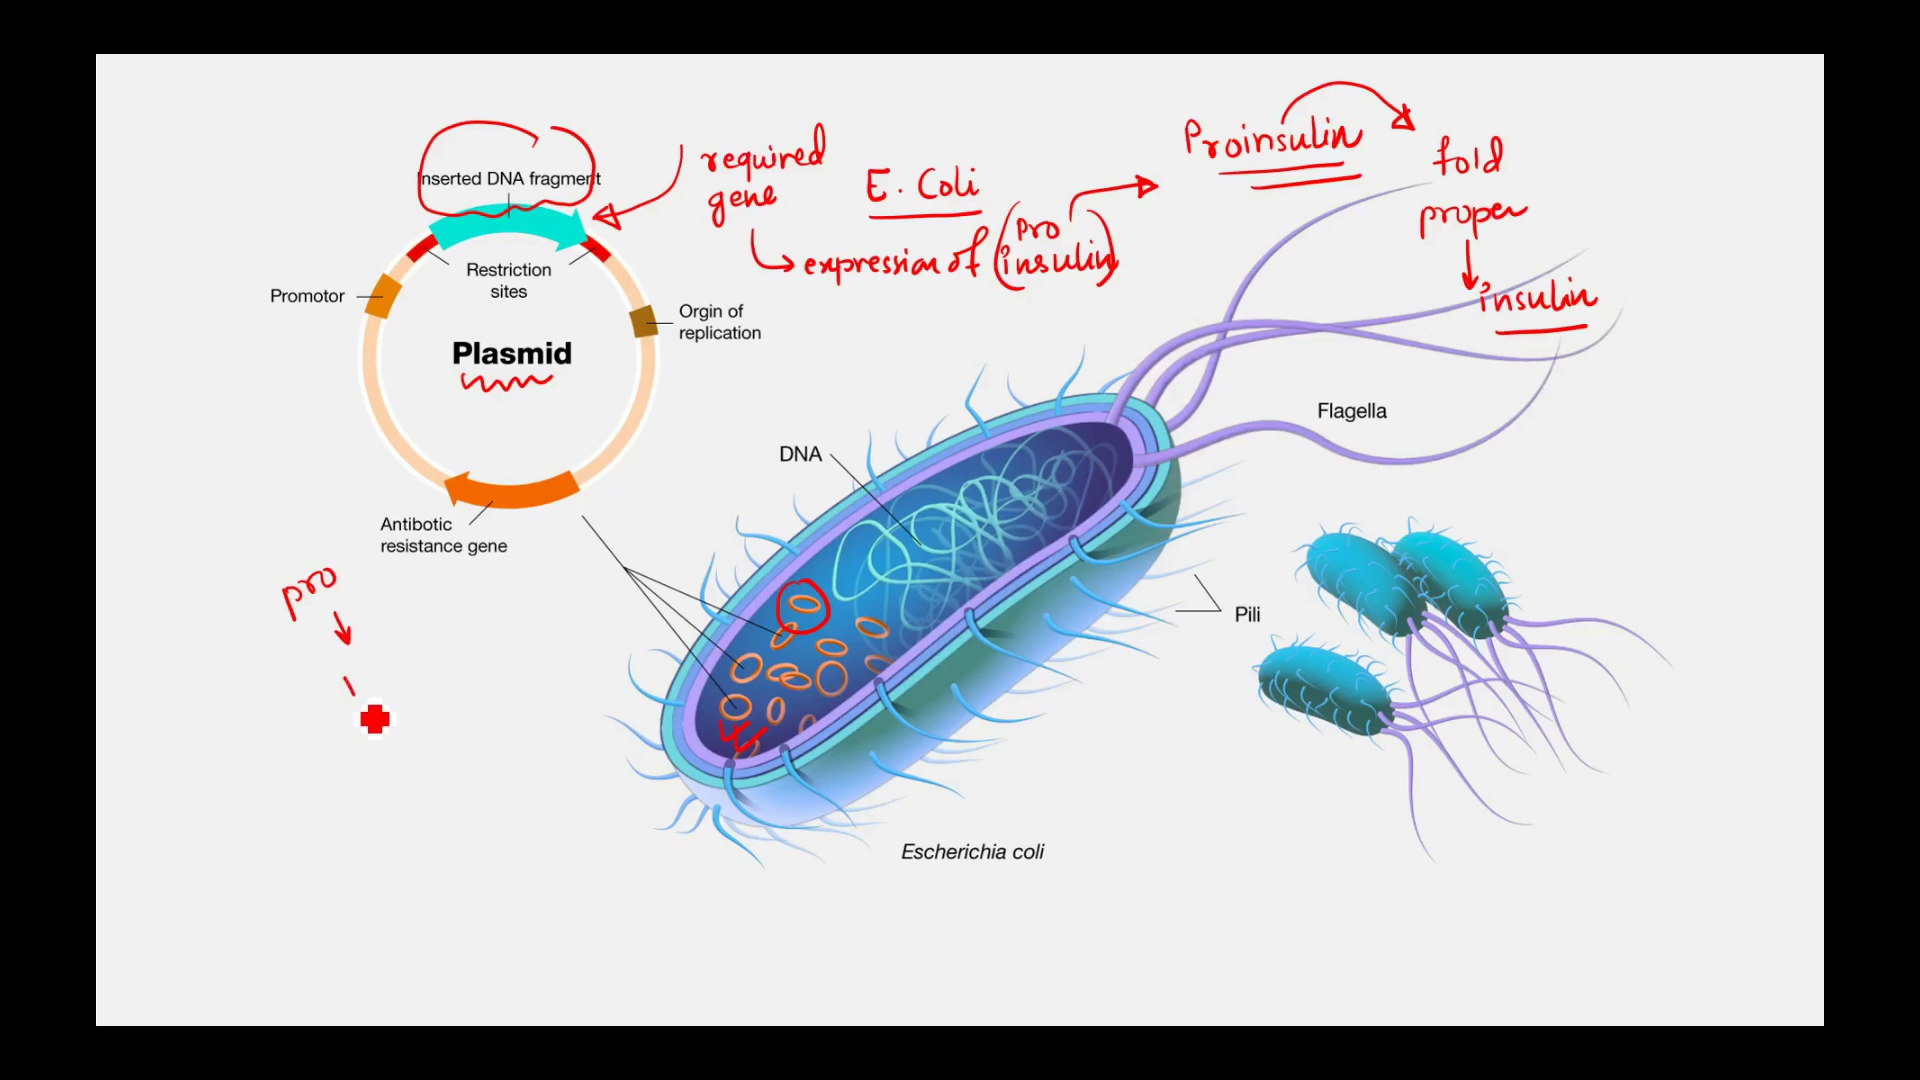 Inserted DNA fragment
Restriction
sites
Promotor
Orgin of
replication
Plasmid
Antibotic
resistance gene
required
gene
E. Coli
expression of (pro
insulin)
Proinsulin
fold
proper
insulin
DNA
Flagella
Pili
pro
Escherichia coli